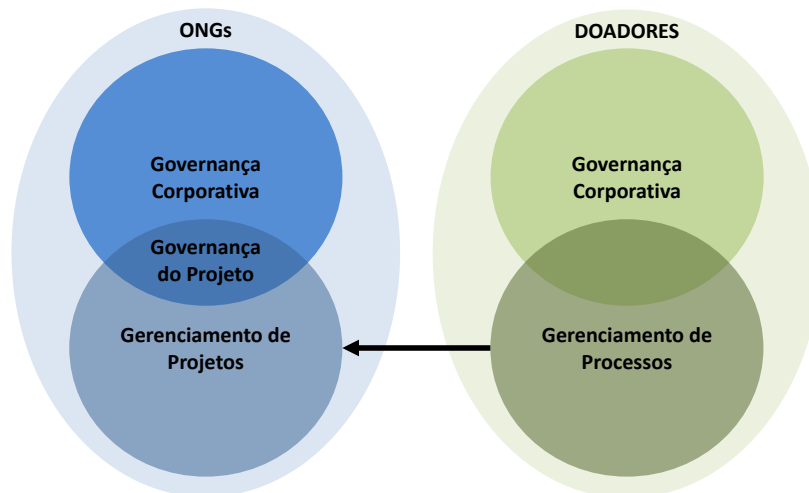 ONGs
Governança
Corporativa
Governança
do Projeto
Gerenciamento de
Projetos
DOADORES
Governança
Corporativa
Gerenciamento de
Processos